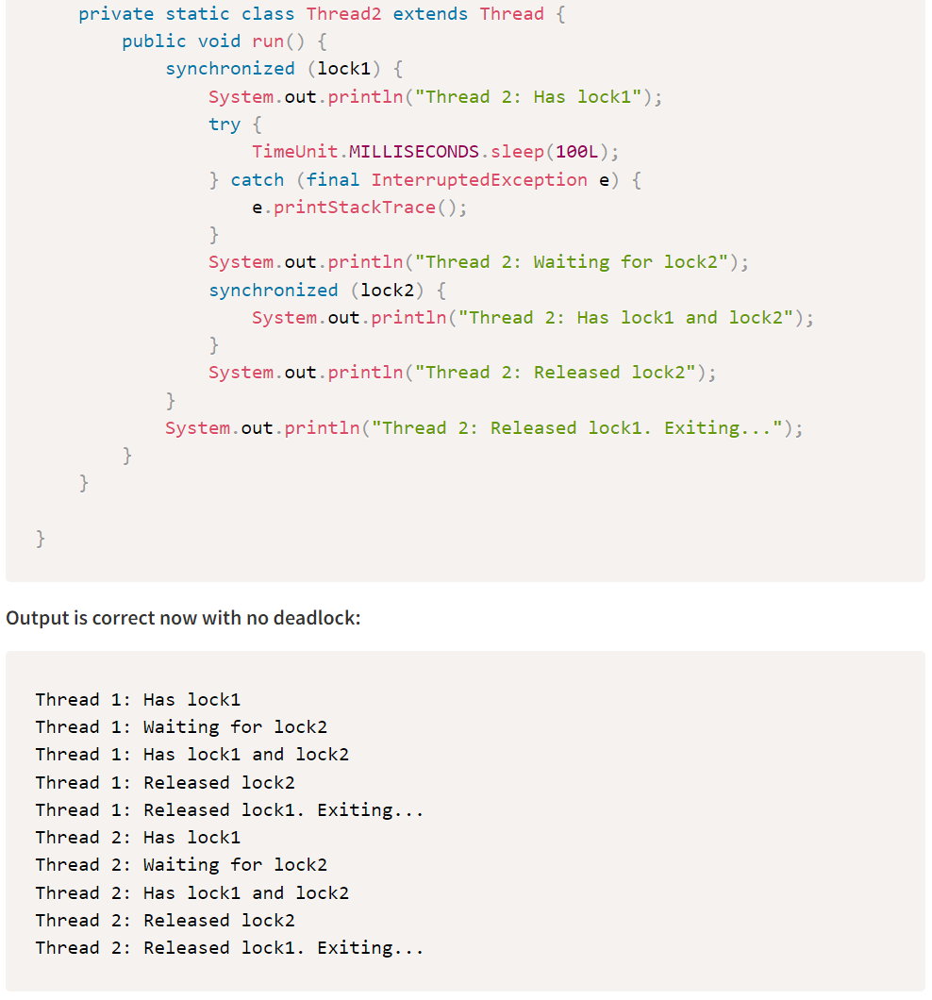 private static class Thread2 extends Thread {
public void run() {
synchronized (lock1) {
System.out.println("Thread 2: Has lock1");
try {
TimeUnit.MILLISECONDS.sleep(100L);
} catch (final InterruptedException e) {
e.printStackTrace();
}
System.out.println("Thread 2: Waiting for lock2");
synchronized (lock2) {
System.out.println("Thread 2: Has lock1 and lock2");
}
System.out.println("Thread 2: Released lock2");
}
System.out.println("Thread 2: Released lock1. Exiting...");
}
}
}
Output is correct now with no deadlock:
Thread 1: Has lock1
Thread 1: Waiting for lock2
Thread 1: Has lock1 and lock2
Thread 1: Released lock2
Thread 1: Released lock1. Exiting...
Thread 2: Has lock1
Thread 2: Waiting for lock2
Thread 2: Has lock1 and lock2
Thread 2: Released lock2
Thread 2: Released lock1. Exiting...